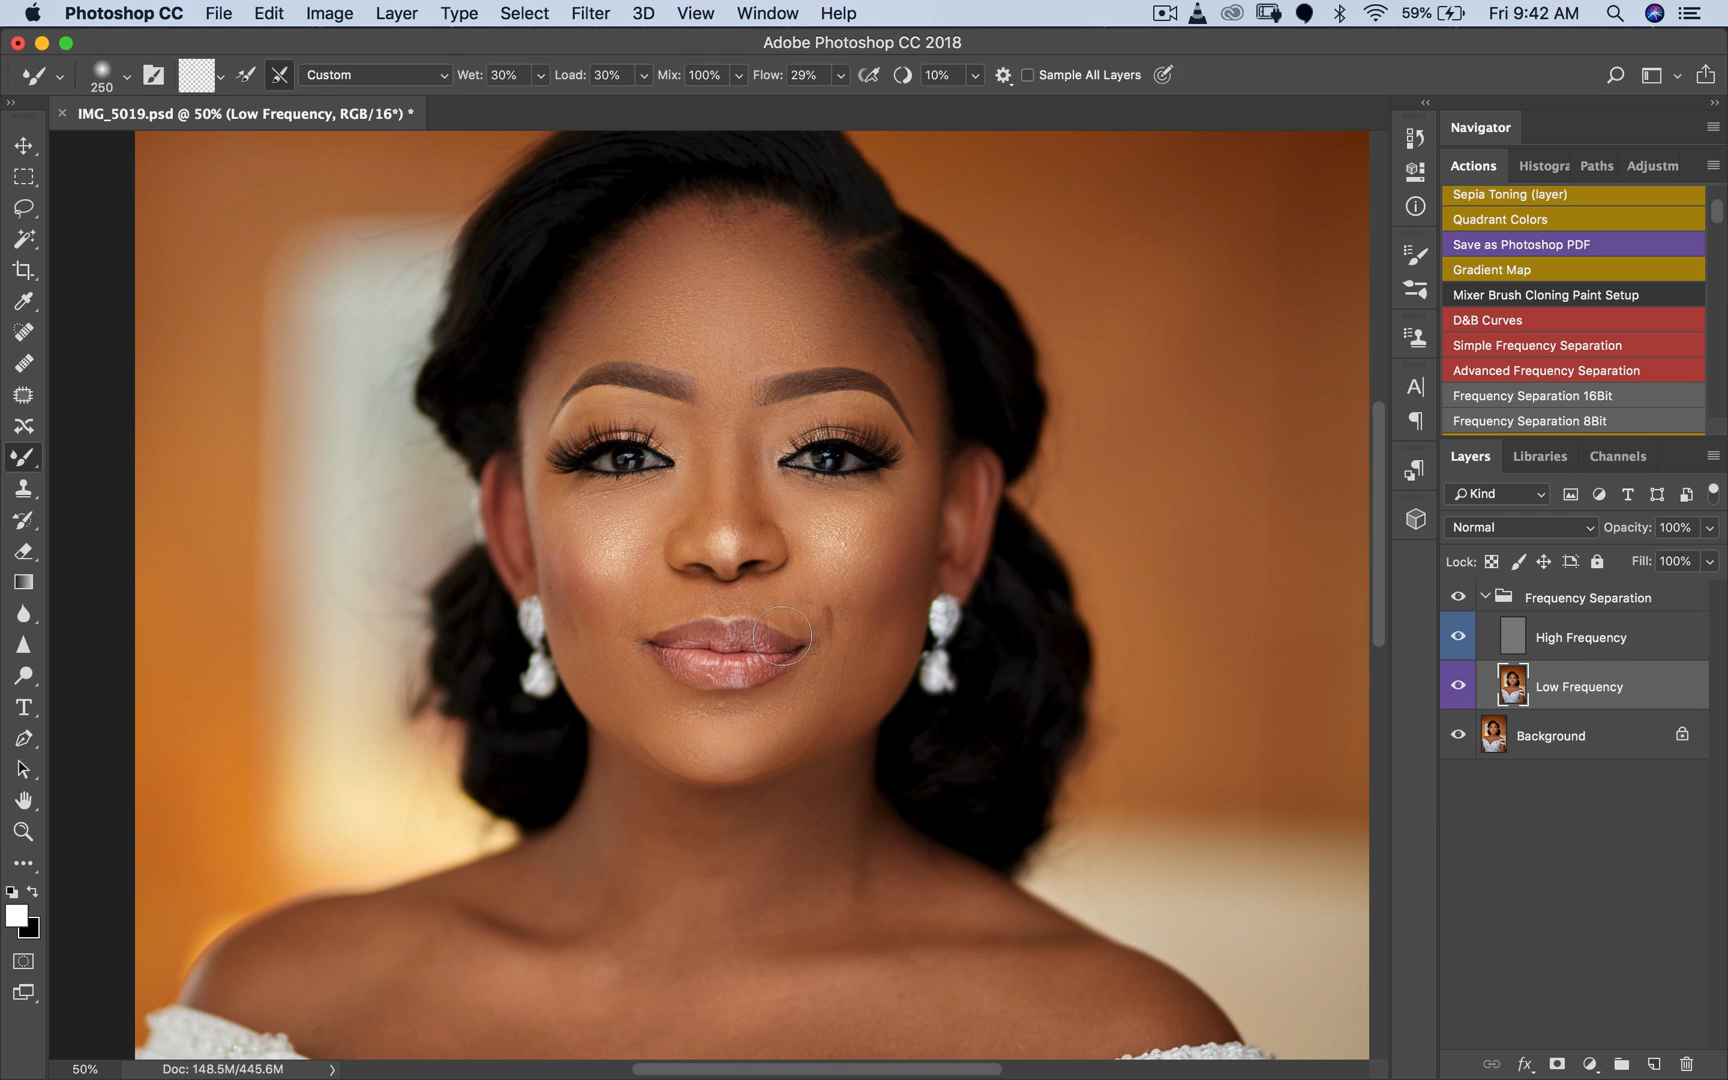 Photoshop CC File Edit Image Layer Type Select Filter 3D View Window Help 59% Fri 9:42 AM
Adobe Photoshop CC 2018
250 Custom Wet: 30% Load: 30% Mix: 100% Flow: 29% 10% Sample All Layers
IMG_5019.psd @ 50% (Low Frequency, RGB/16*) *
Navigator
Actions Histogra Paths Adjustm
Sepia Toning (layer)
Quadrant Colors
Save as Photoshop PDF
Gradient Map
Mixer Brush Cloning Paint Setup
D&B Curves
Simple Frequency Separation
Advanced Frequency Separation
Frequency Separation 16Bit
Frequency Separation 8Bit
Layers Libraries Channels
Kind
Normal Opacity: 100%
Lock: Fill: 100%
Frequency Separation
High Frequency
Low Frequency
Background
50% Doc: 148.5M/445.6M